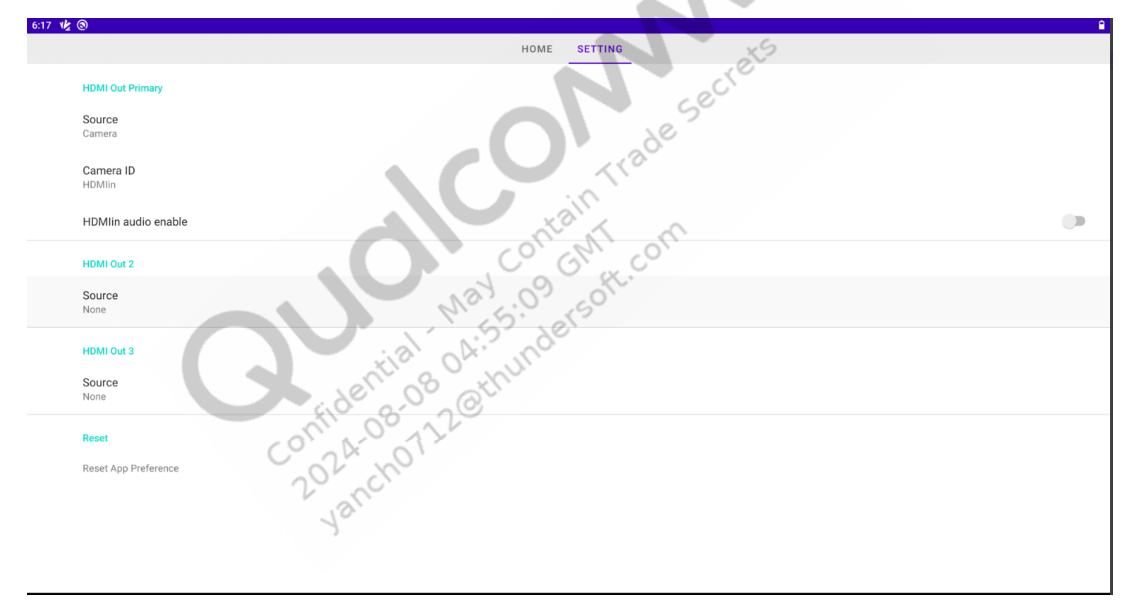 6:17
HOME SETTING
HDMI Out Primary
Source
Camera
Camera ID
HDMIin
HDMIin audio enable
HDMI Out 2
Source
None
HDMI Out 3
Source
None
Reset
Reset App Preference
Qualcomm
Confidential - May Contain Trade Secrets
2024-08-08 04:55:09 GMT
yanch0712@thundersoft.com